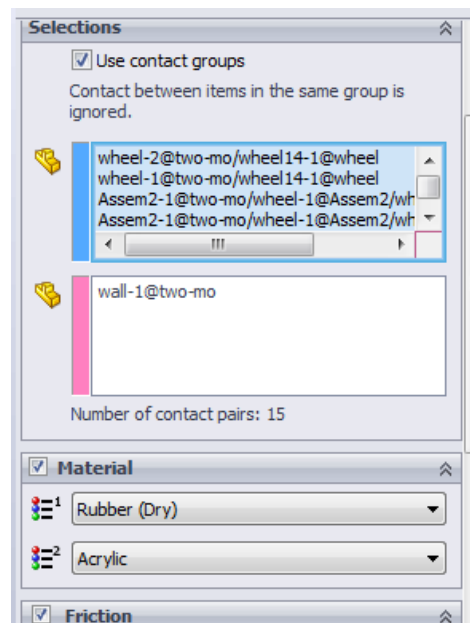 Selections
Use contact groups
Contact between items in the same group is
ignored.
wheel-2@two-mo/wheel14-1@wheel
wheel-1@two-mo/wheel14-1@wheel
Assem2-1@two-mo/wheel-1@Assem2/wh
Assem2-1@two-mo/wheel-1@Assem2/wh
wall-1@two-mo
Number of contact pairs: 15
Material
1
Rubber (Dry)
2
Acrylic
Friction